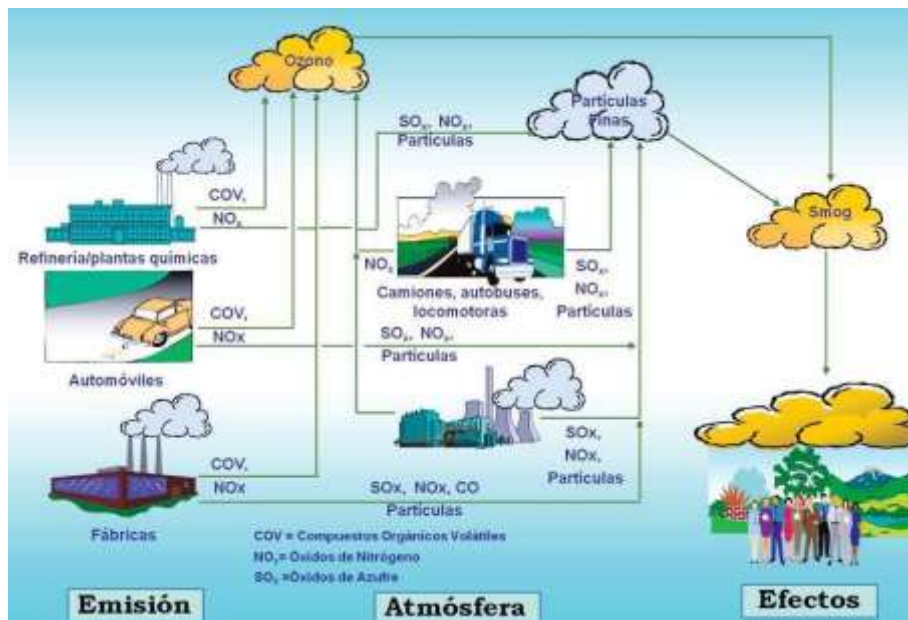 Ozono
Partículas
Finas
SOx, NOx,
Partículas
COV,
NOx
Refinería/plantas químicas
Smog
NOx
Camiones, autobuses,
locomotoras
SOx,
NOx,
Partículas
COV,
NOx
SOx, NOx,
Partículas
Automóviles
COV,
NOx
SOx,
NOx,
Partículas
SOx, NOx, CO
Partículas
Fábricas
COV = Compuestos Orgánicos Volátiles
NOx= Óxidos de Nitrógeno
SOx =Óxidos de Azufre
Emisión
Atmósfera
Efectos